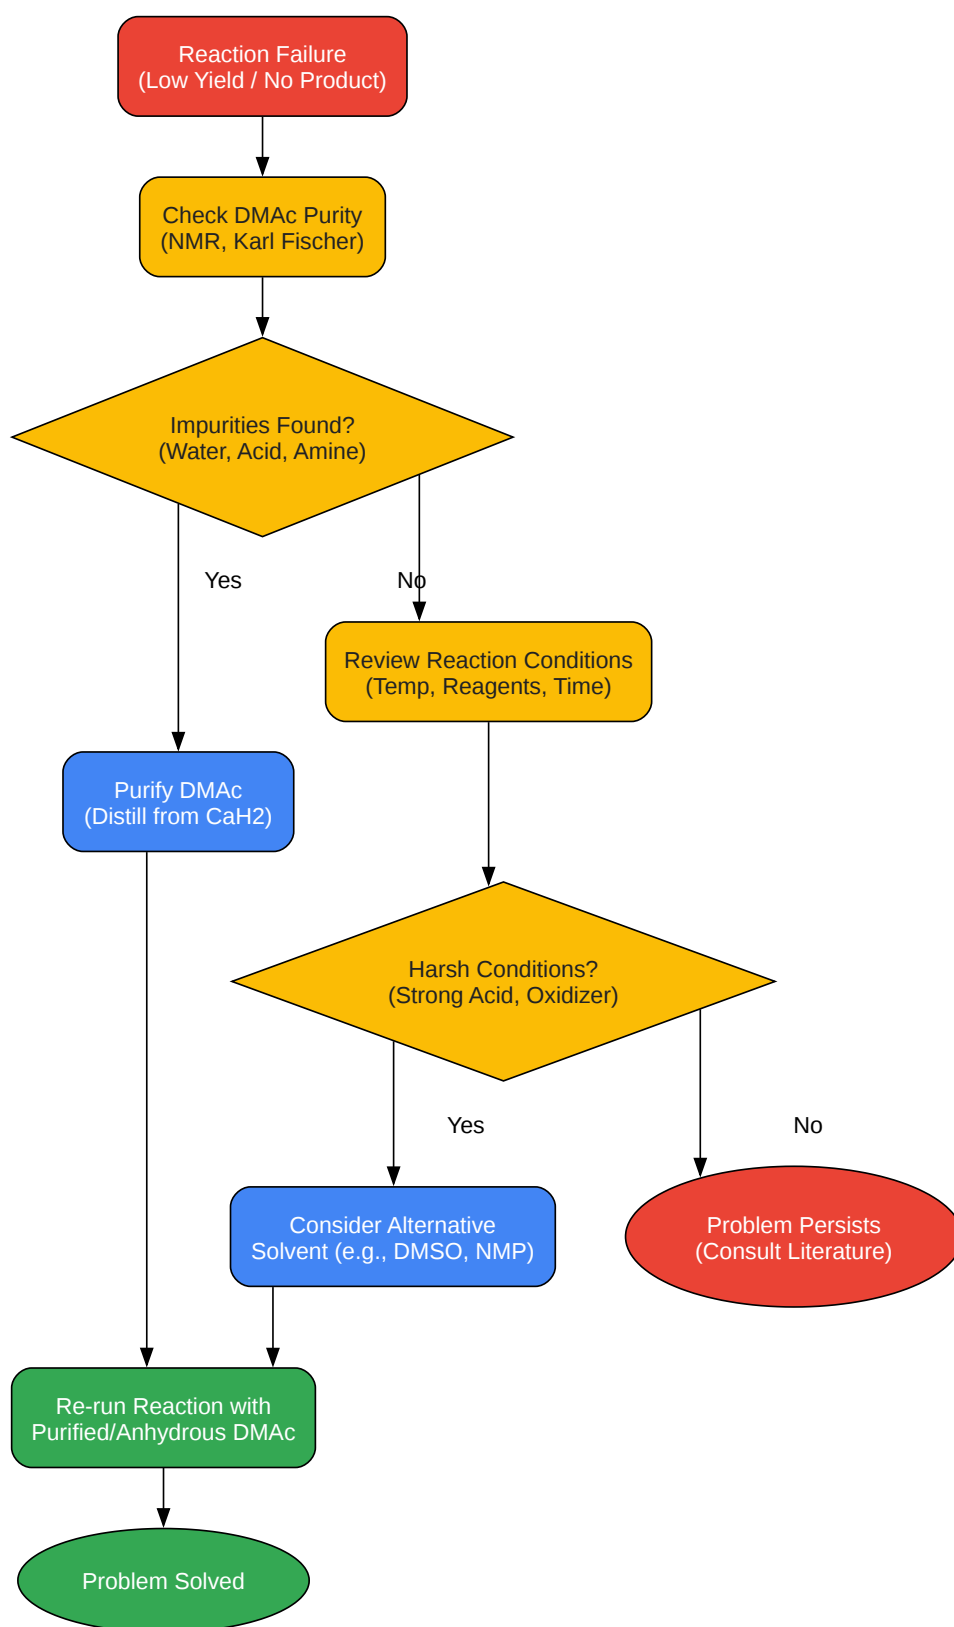 Reaction Failure
(Low Yield / No Product)
Check DMAc Purity
(NMR, Karl Fischer)
Impurities Found?
(Water, Acid, Amine)
Yes
No
Review Reaction Conditions
(Temp, Reagents, Time)
Purify DMAc
(Distill from CaH2)
Harsh Conditions?
(Strong Acid, Oxidizer)
Yes
No
Consider Alternative
Solvent (e.g., DMSO, NMP)
Problem Persists
(Consult Literature)
Re-run Reaction with
Purified/Anhydrous DMAc
Problem Solved